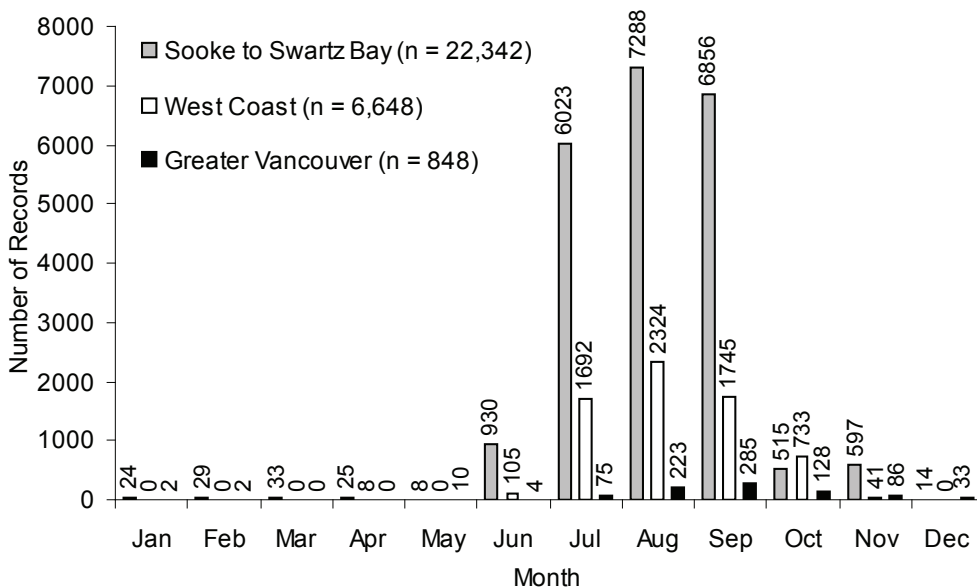 8000
7000
6000
5000
4000
3000
2000
1000
0
Number of Records
Sooke to Swartz Bay (n = 22,342)
West Coast (n = 6,648)
Greater Vancouver (n = 848)
24 0 2 29 0 2 33 0 0 25 8 0 8 0 10 930 105 4 6023 1692 75 7288 2324 223 6856 1745 285 515 733 128 597 41 86 14 0 33
Jan Feb Mar Apr May Jun Jul Aug Sep Oct Nov Dec
Month